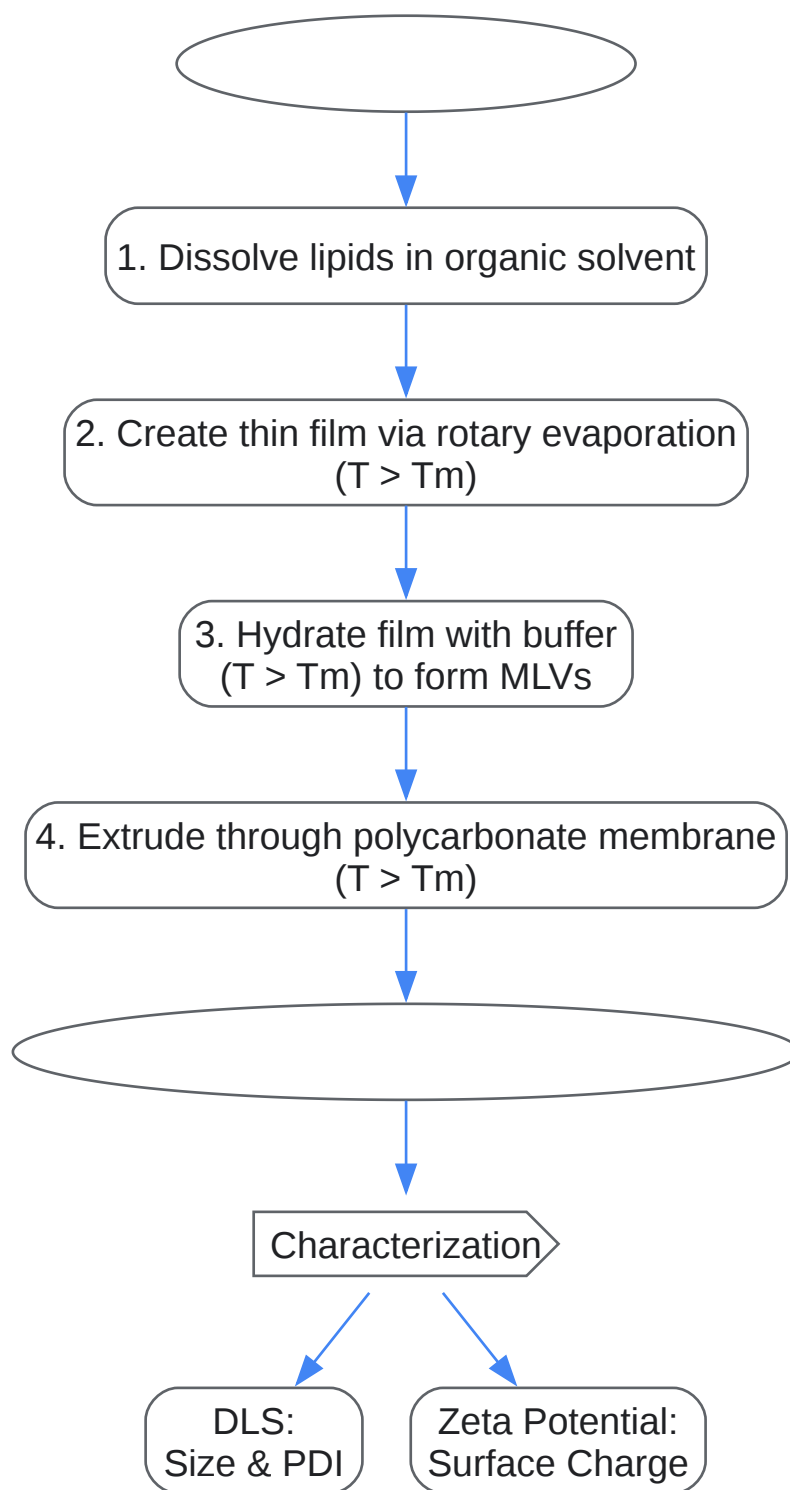 1. Dissolve lipids in organic solvent
2. Create thin film via rotary evaporation
(T > Tm)
3. Hydrate film with buffer
(T > Tm) to form MLVs
4. Extrude through polycarbonate membrane
(T > Tm)
Characterization
DLS:
Size & PDI
Zeta Potential:
Surface Charge